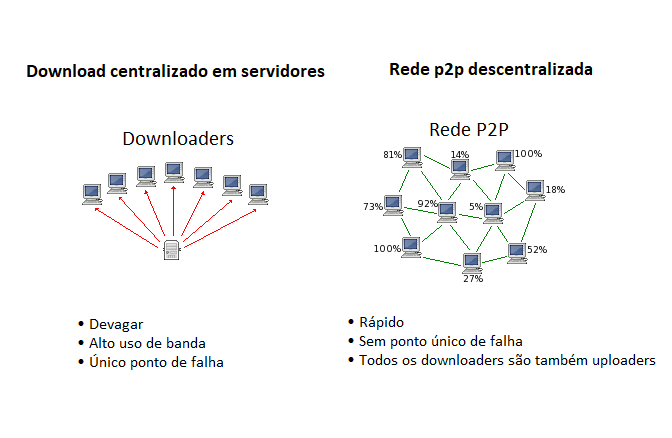 Download centralizado em servidores
Downloaders
• Devagar
• Alto uso de banda
• Único ponto de falha
Rede p2p descentralizada
Rede P2P
81%
14%
100%
18%
73%
92%
5%
100%
52%
27%
• Rápido
• Sem ponto único de falha
• Todos os downloaders são também uploaders